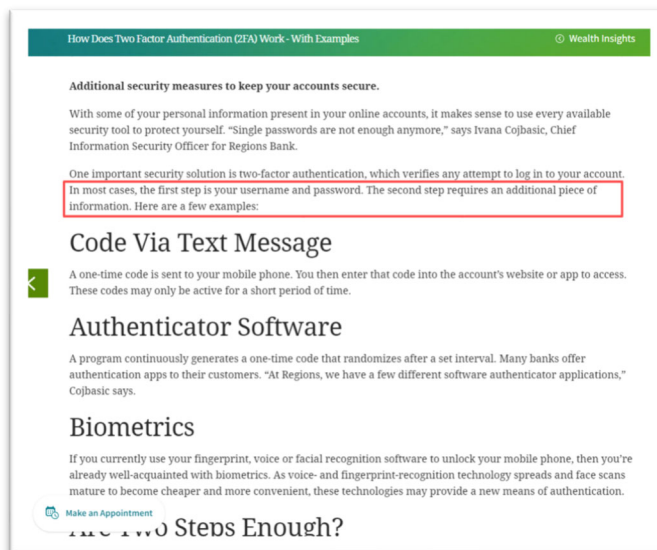 How Does Two Factor Authentication (2FA) Work - With Examples
Wealth Insights
Additional security measures to keep your accounts secure.
With some of your personal information present in your online accounts, it makes sense to use every available
security tool to protect yourself. “Single passwords are not enough anymore,” says Ivana Cojbasic, Chief
Information Security Officer for Regions Bank.
One important security solution is two-factor authentication, which verifies any attempt to log in to your account.
In most cases, the first step is your username and password. The second step requires an additional piece of
information. Here are a few examples:
Code Via Text Message
A one-time code is sent to your mobile phone. You then enter that code into the account’s website or app to access.
These codes may only be active for a short period of time.
Authenticator Software
A program continuously generates a one-time code that randomizes after a set interval. Many banks offer
authentication apps to their customers. “At Regions, we have a few different software authenticator applications,”
Cojbasic says.
Biometrics
If you currently use your fingerprint, voice or facial recognition software to unlock your mobile phone, then you’re
already well-acquainted with biometrics. As voice- and fingerprint-recognition technology spreads and face scans
mature to become cheaper and more convenient, these technologies may provide a new means of authentication.
Make an Appointment
Are Two Steps Enough?